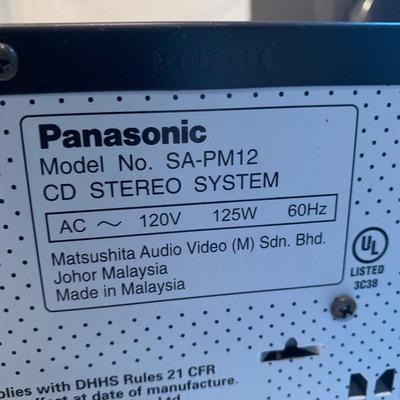 Panasonic
Model No. SA-PM12
CD STEREO SYSTEM
AC ～ 120V 125W 60Hz
Matsushita Audio Video (M) Sdn. Bhd.
Johor Malaysia
Made in Malaysia
UL
LISTED
3C38
plies with DHHS Rules 21 CFR
effect at date of manufacture.